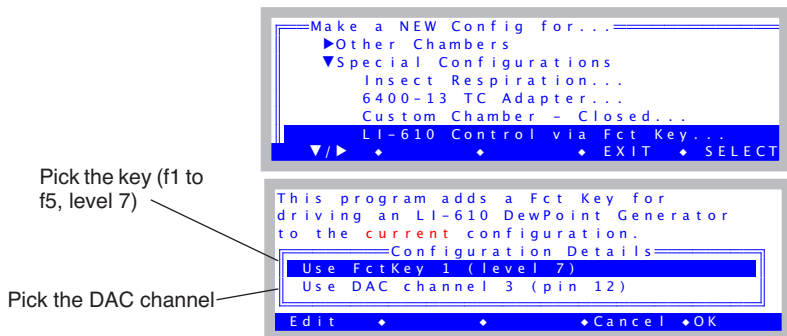 Make a NEW Config for...
▶Other Chambers
▼Special Configurations
Insect Respiration...
6400-13 TC Adapter...
Custom Chamber - Closed...
LI-610 Control via Fct Key...
▼/▶ ◆ ◆ ◆ EXIT ◆ SELECT
Pick the key (f1 to
f5, level 7)
This program adds a Fct Key for
driving an LI-610 DewPoint Generator
to the current configuration.
Configuration Details
Use FctKey 1 (level 7)
Use DAC channel 3 (pin 12)
Pick the DAC channel
Edit ◆ ◆ ◆Cancel ◆OK